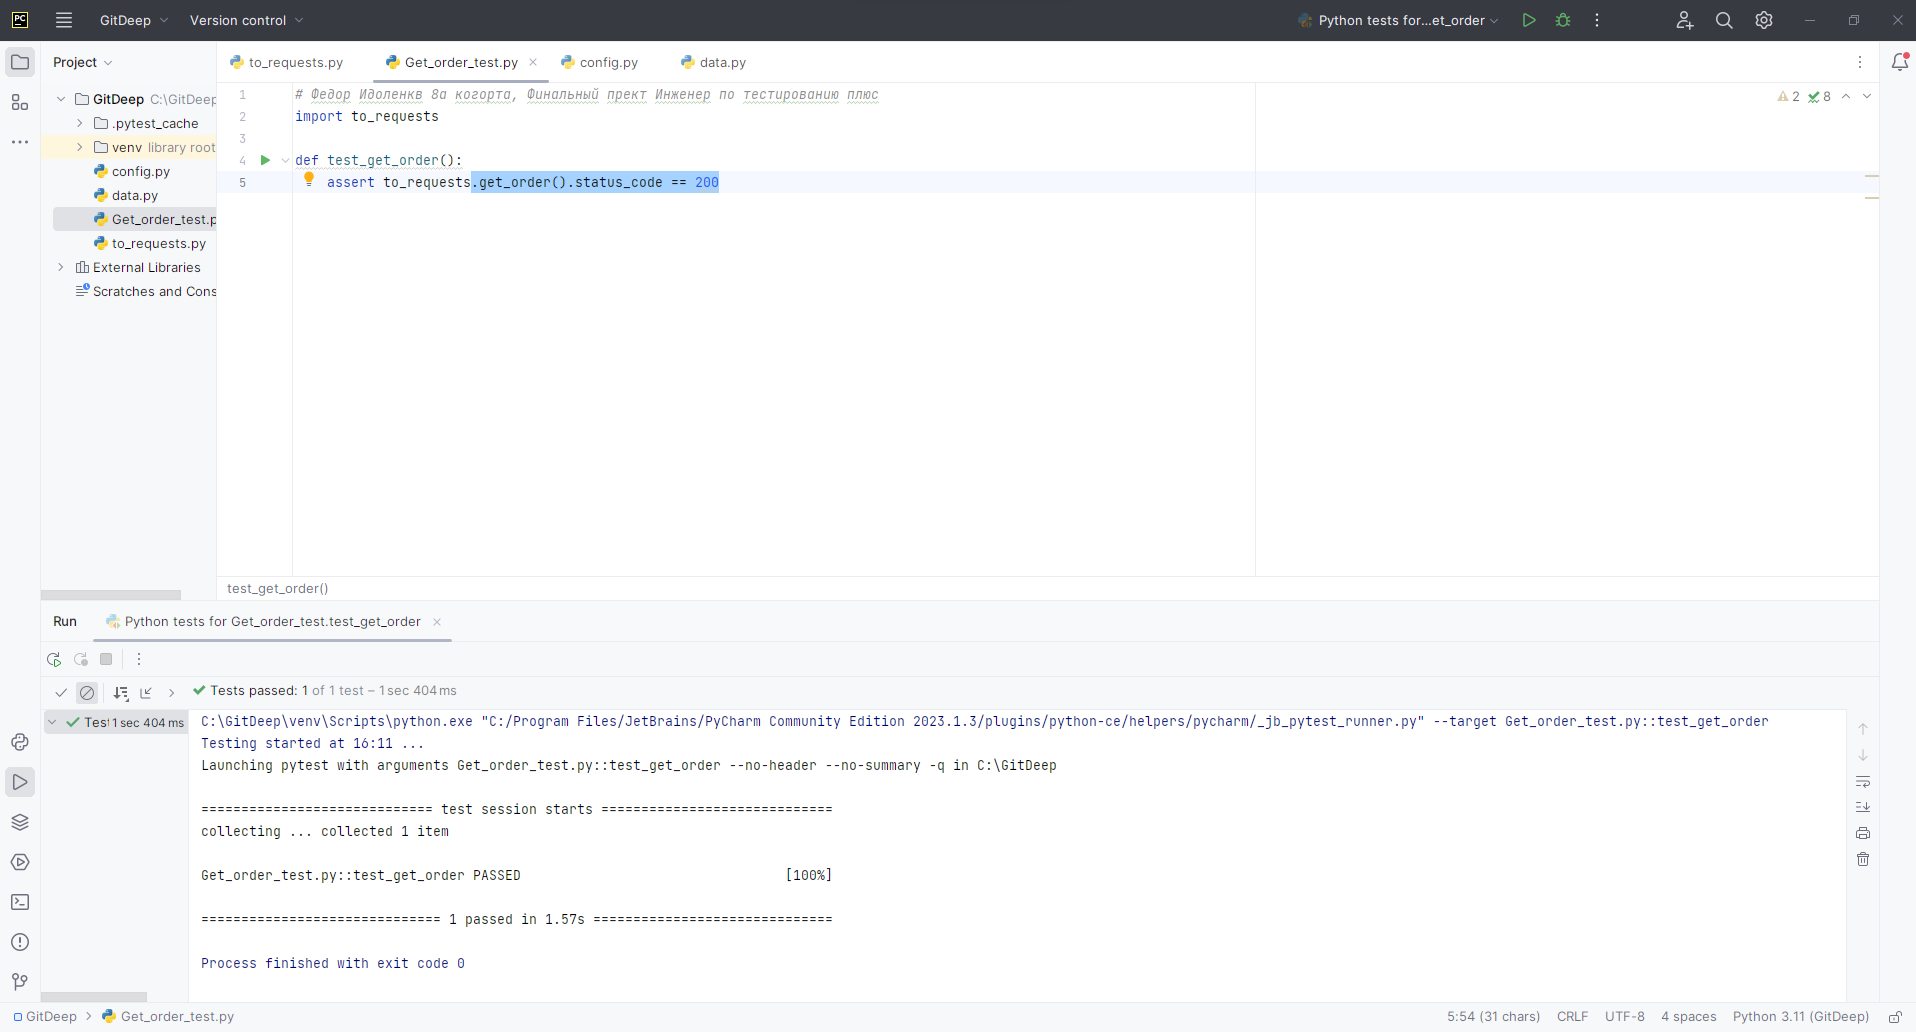 GitDeep
Version control
Python tests for...et_order
Project
to_requests.py
Get_order_test.py
config.py
data.py
GitDeep C:\GitDeep
.pytest_cache
venv library root
config.py
data.py
Get_order_test.p
to_requests.py
External Libraries
Scratches and Cons
1 # Федор Идоленкв 8а когорта, Финальный прект Инженер по тестированию плюс
2 import to_requests
3
4 def test_get_order():
5 assert to_requests.get_order().status_code == 200
2 8
test_get_order()
Run
Python tests for Get_order_test.test_get_order
Tests passed: 1 of 1 test – 1 sec 404 ms
Test 1 sec 404 ms
C:\GitDeep\venv\Scripts\python.exe "C:/Program Files/JetBrains/PyCharm Community Edition 2023.1.3/plugins/python-ce/helpers/pycharm/_jb_pytest_runner.py" --target Get_order_test.py::test_get_order
Testing started at 16:11 ...
Launching pytest with arguments Get_order_test.py::test_get_order --no-header --no-summary -q in C:\GitDeep
============================= test session starts =============================
collecting ... collected 1 item
Get_order_test.py::test_get_order PASSED [100%]
============================== 1 passed in 1.57s ==============================
Process finished with exit code 0
GitDeep
Get_order_test.py
5:54 (31 chars)
CRLF
UTF-8
4 spaces
Python 3.11 (GitDeep)